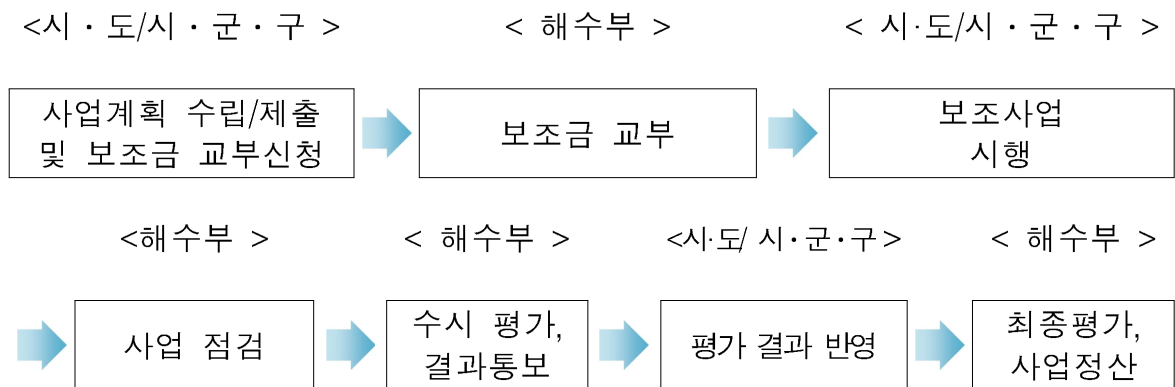 <시・도/시・군・구 >
< 해수부 >
< 시·도/시・군・구 >
사업계획 수립/제출
및 보조금 교부신청
보조금 교부
보조사업
시행
<해수부 >
< 해수부 >
<시·도/ 시・군・구>
< 해수부 >
사업 점검
수시 평가,
결과통보
평가 결과 반영
최종평가,
사업정산